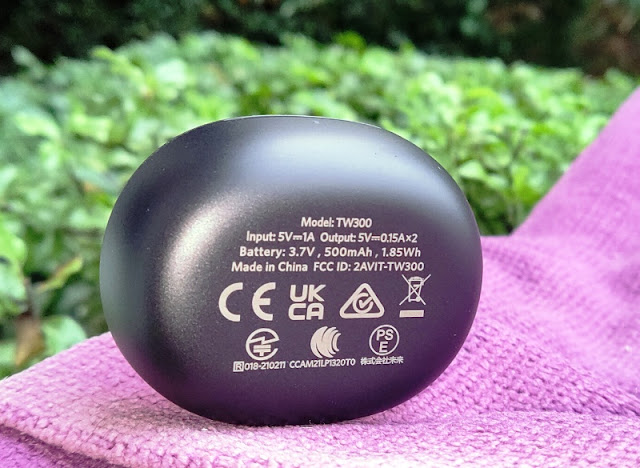 Model: TW300
Input: 5V⎓1A Output: 5V⎓0.15A×2
Battery: 3.7V , 500mAh , 1.85Wh
Made in China FCC ID: 2AVIT-TW300
CE UK CA
PS E
R 018-210211 CCAM21LP1320T0 株式会社未来